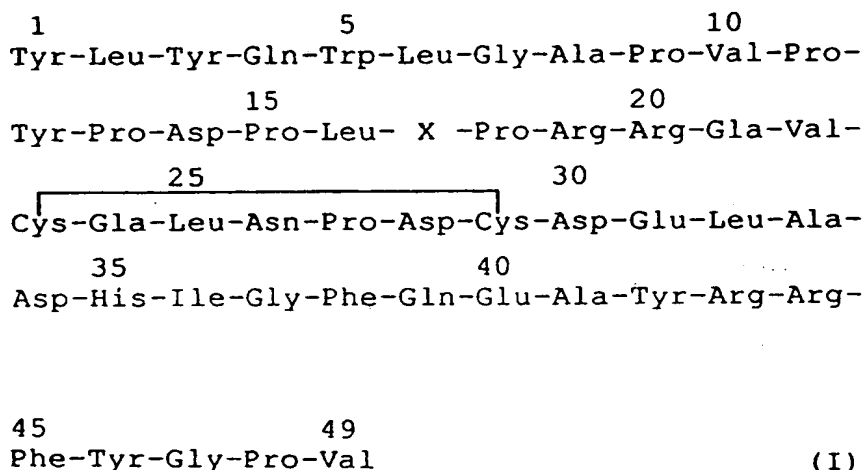 1 5 10
Tyr-Leu-Tyr-Gln-Trp-Leu-Gly-Ala-Pro-Val-Pro-
15 20
Tyr-Pro-Asp-Pro-Leu- X -Pro-Arg-Arg-Gla-Val-
25 30
Cys-Gla-Leu-Asn-Pro-Asp-Cys-Asp-Glu-Leu-Ala-
35 40
Asp-His-Ile-Gly-Phe-Gln-Glu-Ala-Tyr-Arg-Arg-
45 49
Phe-Tyr-Gly-Pro-Val (I)